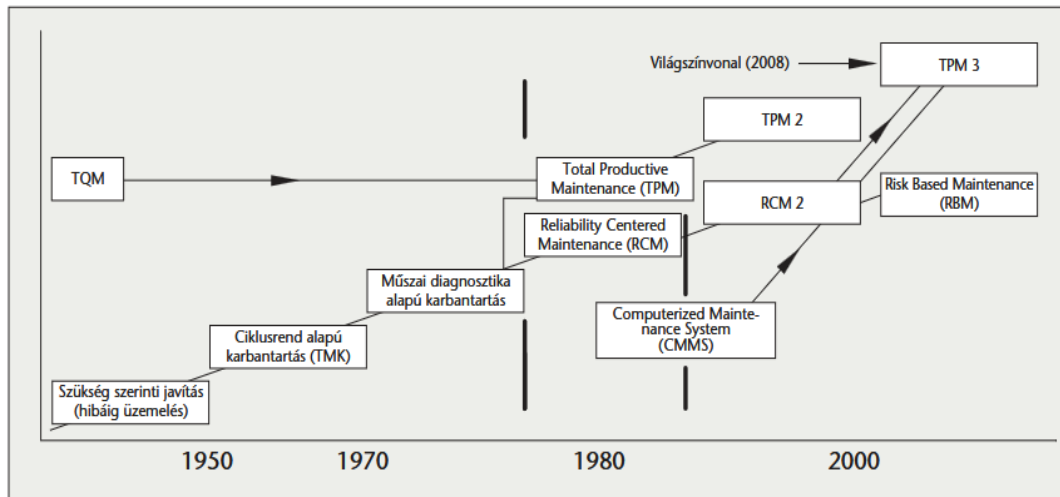 Világszínvonal (2008)
TPM 3
TPM 2
TQM
Total Productive
Maintenance (TPM)
Risk Based Maintenance
(RBM)
RCM 2
Reliability Centered
Maintenance (RCM)
Műszai diagnosztika
alapú karbantartás
Computerized Mainte-
nance System
(CMMS)
Ciklusrend alapú
karbantartás (TMK)
Szükség szerinti javítás
(hibáig üzemelés)
1950
1970
1980
2000